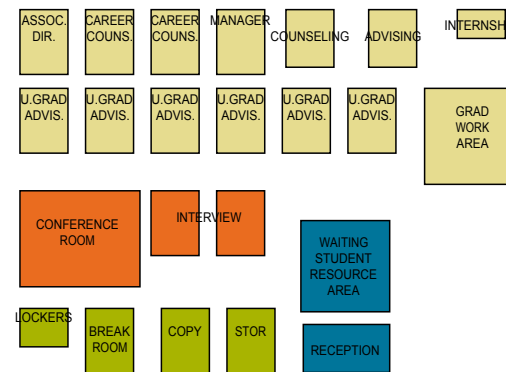 ASSOC.
DIR.
CAREER
COUNS.
CAREER
COUNS.
MANAGER
COUNSELING
ADVISING
INTERNSH
U.GRAD
ADVIS.
U.GRAD
ADVIS.
U.GRAD
ADVIS.
U.GRAD
ADVIS.
U.GRAD
ADVIS.
U.GRAD
ADVIS.
GRAD
WORK
AREA
CONFERENCE
ROOM
INTERVIEW
WAITING
STUDENT
RESOURCE
AREA
LOCKERS
BREAK
ROOM
COPY
STOR
RECEPTION